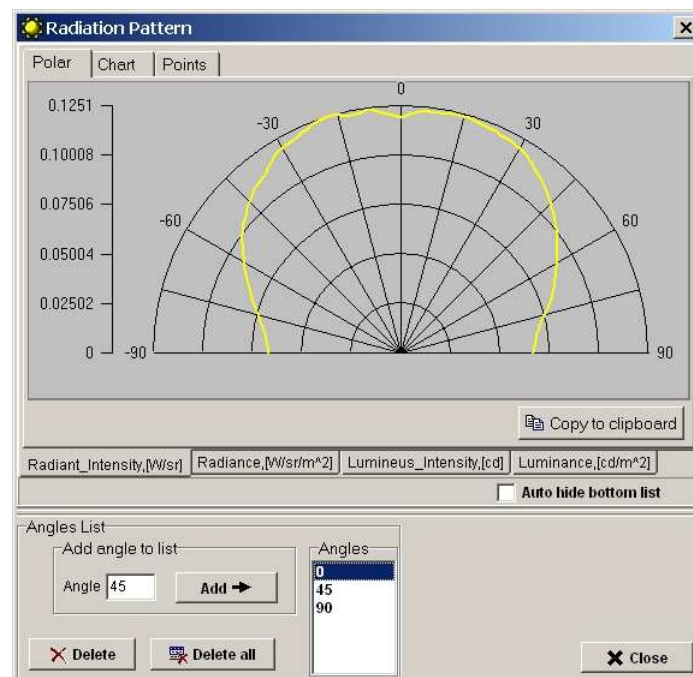 Radiation Pattern
Polar Chart Points
0
0.1251
-30 30
0.10008
0.07506
-60 60
0.05004
0.02502
0 -90 90
Copy to clipboard
Radiant_Intensity,[W/sr] Radiance,[W/sr/m^2] Lumineus_Intensity,[cd] Luminance,[cd/m^2]
Auto hide bottom list
Angles List
Add angle to list
Angle 45 Add
Angles
0
45
90
Delete Delete all Close